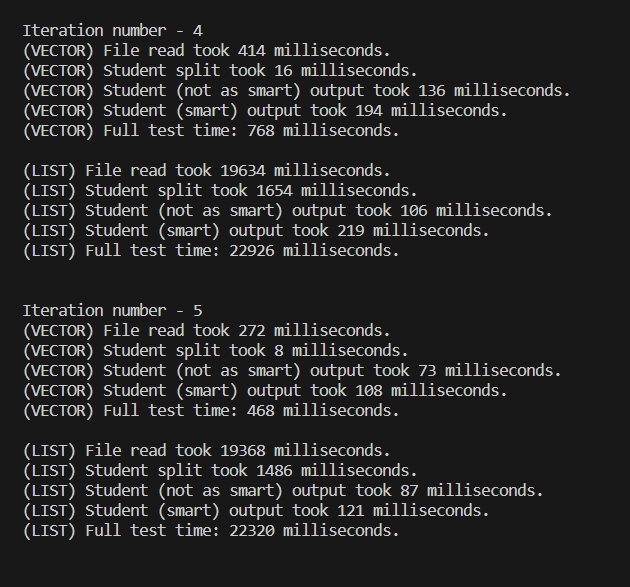 Iteration number - 4
(VECTOR) File read took 414 milliseconds.
(VECTOR) Student split took 16 milliseconds.
(VECTOR) Student (not as smart) output took 136 milliseconds.
(VECTOR) Student (smart) output took 194 milliseconds.
(VECTOR) Full test time: 768 milliseconds.
(LIST) File read took 19634 milliseconds.
(LIST) Student split took 1654 milliseconds.
(LIST) Student (not as smart) output took 106 milliseconds.
(LIST) Student (smart) output took 219 milliseconds.
(LIST) Full test time: 22926 milliseconds.
Iteration number - 5
(VECTOR) File read took 272 milliseconds.
(VECTOR) Student split took 8 milliseconds.
(VECTOR) Student (not as smart) output took 73 milliseconds.
(VECTOR) Student (smart) output took 108 milliseconds.
(VECTOR) Full test time: 468 milliseconds.
(LIST) File read took 19368 milliseconds.
(LIST) Student split took 1486 milliseconds.
(LIST) Student (not as smart) output took 87 milliseconds.
(LIST) Student (smart) output took 121 milliseconds.
(LIST) Full test time: 22320 milliseconds.